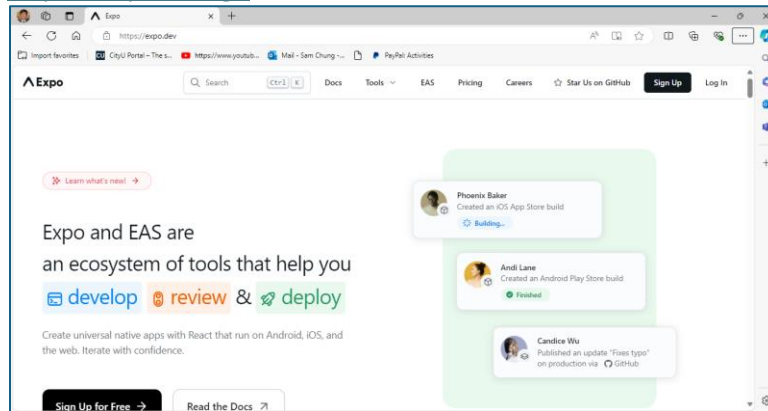 Expo
https://expo.dev
Import favorites
CityU Portal – The s...
https://www.youtub...
Mail - Sam Chung -...
PayPal: Activities
Expo
Search
Ctrl K
Docs
Tools
EAS
Pricing
Careers
Star Us on GitHub
Sign Up
Log In
Learn what's new! →
Expo and EAS are
an ecosystem of tools that help you
develop review & deploy
Create universal native apps with React that run on Android, iOS, and
the web. Iterate with confidence.
Sign Up for Free →
Read the Docs ↗
Phoenix Baker
Created an iOS App Store build
Building...
Andi Lane
Created an Android Play Store build
Finished
Candice Wu
Published an update "Fixes typo"
on production via GitHub